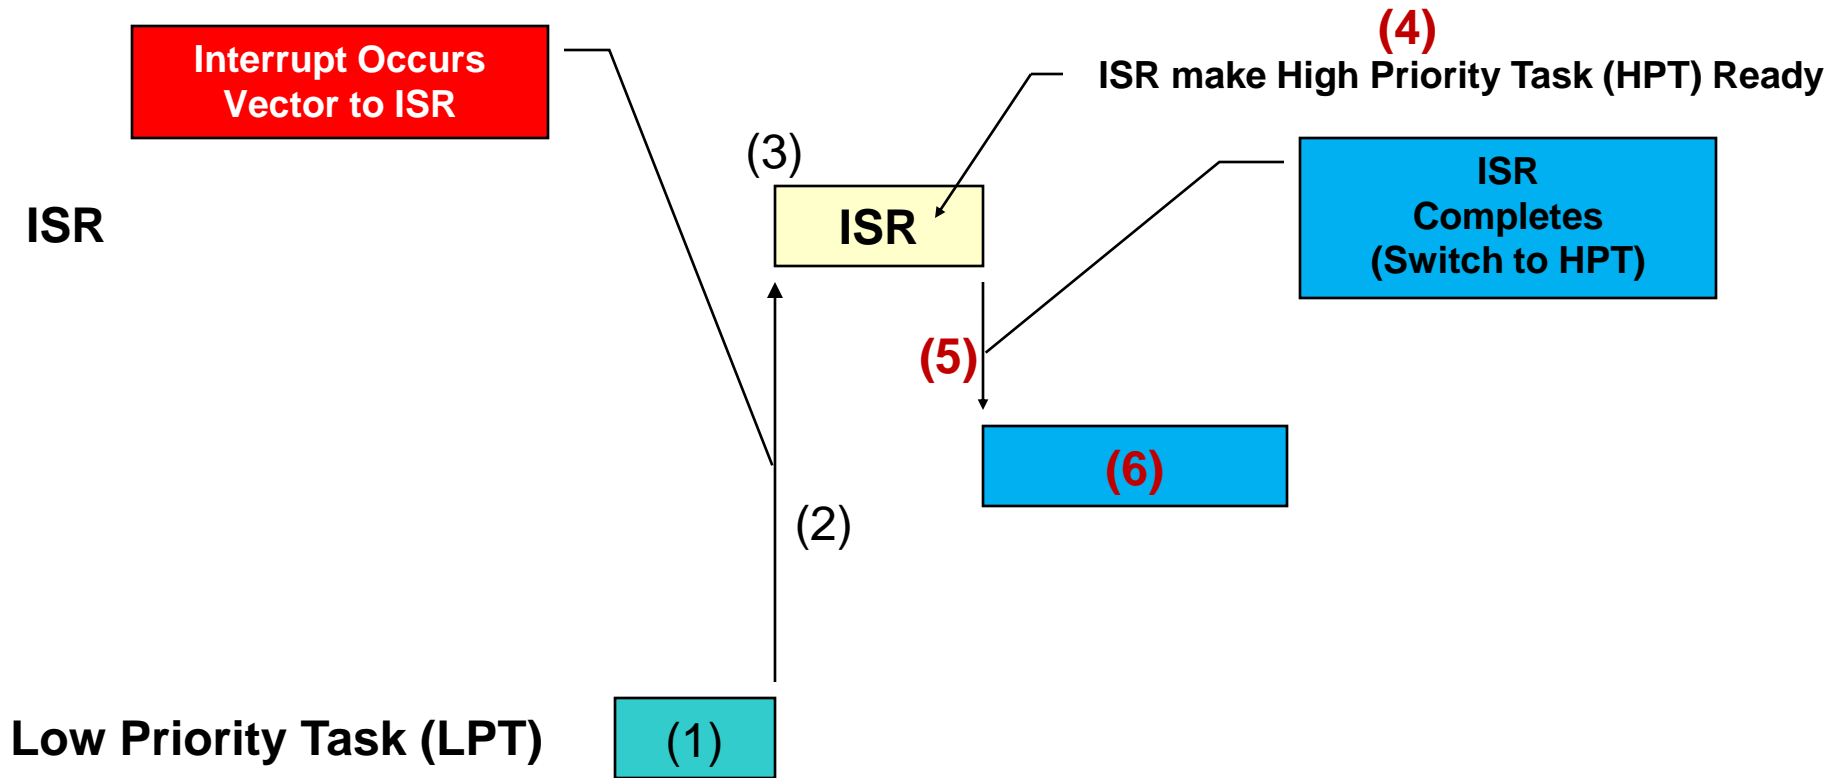 (4)
Interrupt Occurs
Vector to ISR
ISR make High Priority Task (HPT) Ready
(3)
ISR
Completes
(Switch to HPT)
ISR
ISR
(5)
(6)
(2)
Low Priority Task (LPT)
(1)